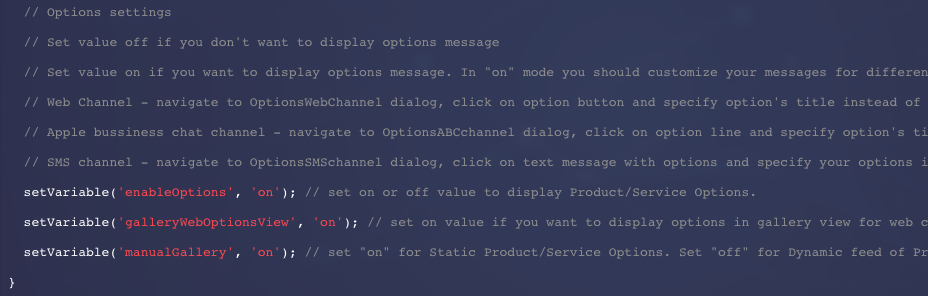 // Options settings
// Set value off if you don't want to display options message
// Set value on if you want to display options message. In "on" mode you should customize your messages for differen
// Web Channel - navigate to OptionsWebChannel dialog, click on option button and specify option's title instead of
// Apple bussiness chat channel - navigate to OptionsABCchannel dialog, click on option line and specify option's ti
// SMS channel - navigate to OptionsSMSchannel dialog, click on text message with options and specify your options i
setVariable('enableOptions', 'on'); // set on or off value to display Product/Service Options.
setVariable('galleryWebOptionsView', 'on'); // set on value if you want to display options in gallery view for web c
setVariable('manualGallery', 'on'); // set "on" for Static Product/Service Options. Set "off" for Dynamic feed of Pr
}